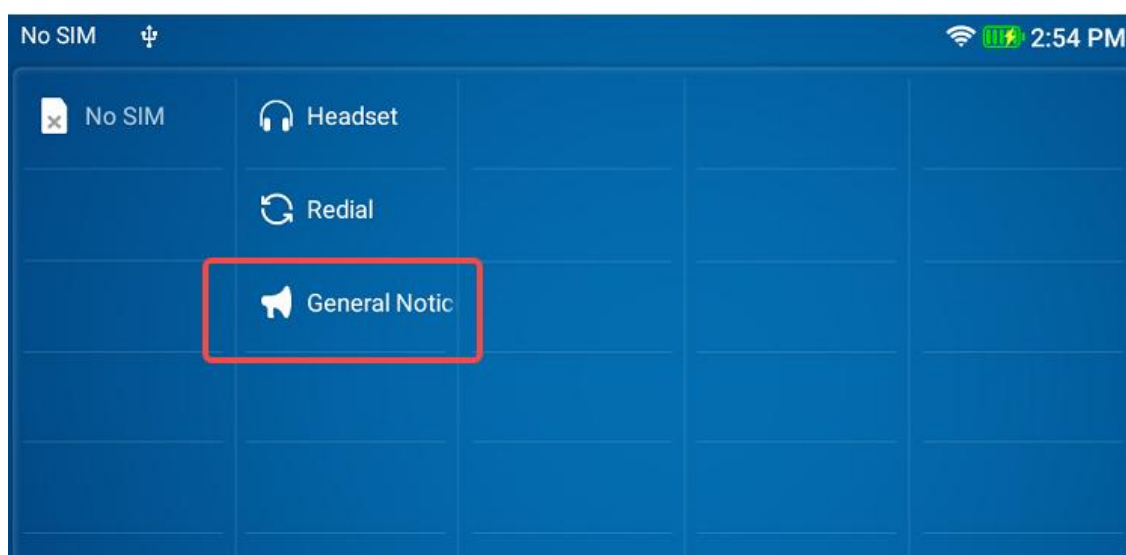 No SIM 2:54 PM
No SIM Headset
Redial
General Notic